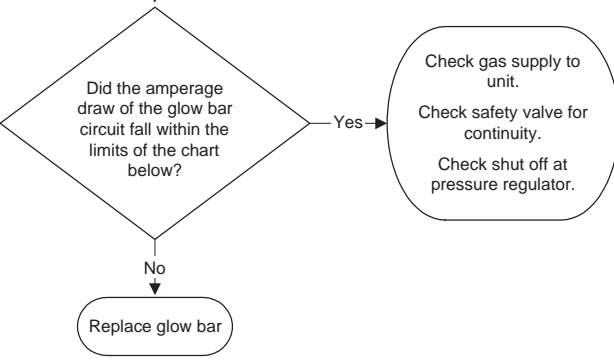 Did the amperage
draw of the glow bar
circuit fall within the
limits of the chart
below?
Yes
Check gas supply to
unit.
Check safety valve for
continuity.
Check shut off at
pressure regulator.
No
Replace glow bar